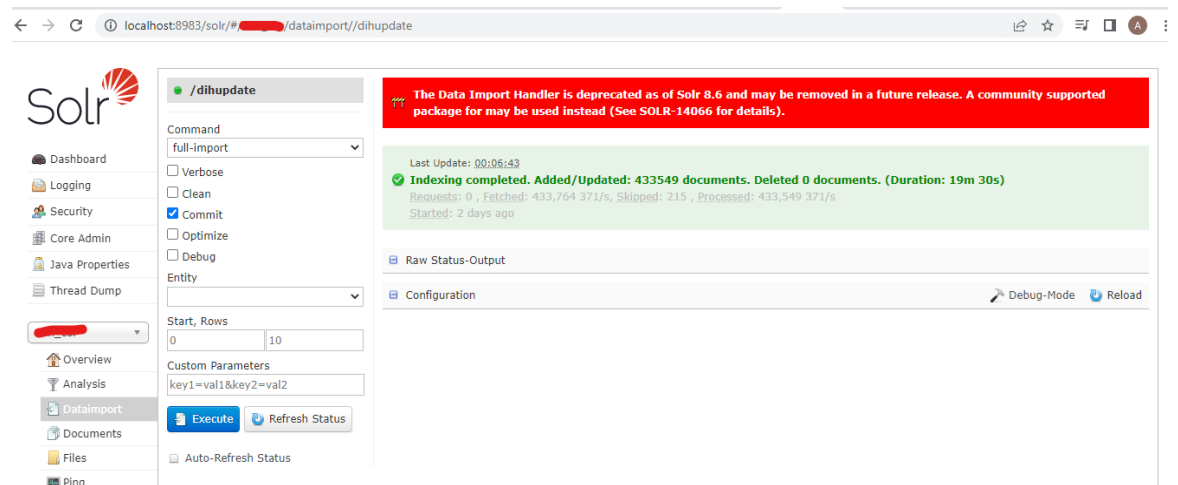 localhost:8983/solr/#/ /dataimport//dihupdate
A
Solr
Dashboard
Logging
Security
Core Admin
Java Properties
Thread Dump
Overview
Analysis
Dataimport
Documents
Files
Ping
/dihupdate
Command
full-import
Verbose
Clean
Commit
Optimize
Debug
Entity
Start, Rows
0 10
Custom Parameters
key1=val1&key2=val2
Execute Refresh Status
Auto-Refresh Status
The Data Import Handler is deprecated as of Solr 8.6 and may be removed in a future release. A community supported
package for may be used instead (See SOLR-14066 for details).
Last Update: 00:06:43
Indexing completed. Added/Updated: 433549 documents. Deleted 0 documents. (Duration: 19m 30s)
Requests: 0 , Fetched: 433,764 371/s, Skipped: 215 , Processed: 433,549 371/s
Started: 2 days ago
Raw Status-Output
Configuration Debug-Mode Reload